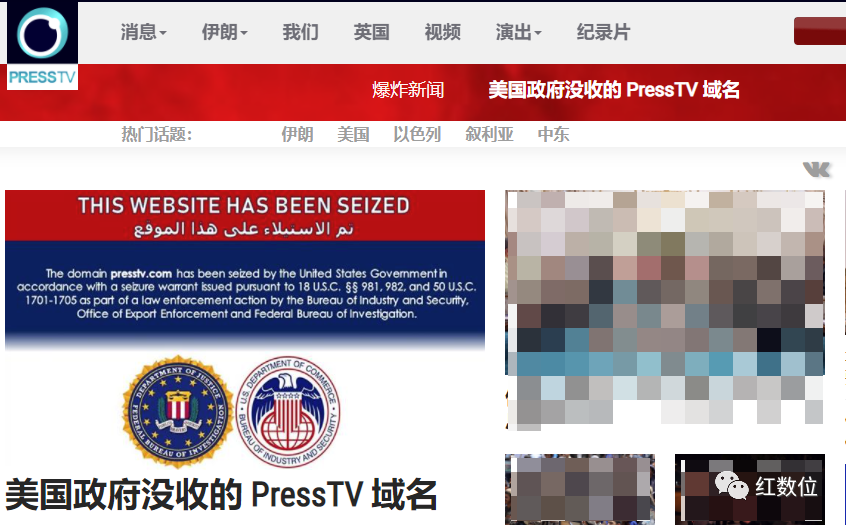 消息 伊朗 我们 英国 视频 演出 纪录片
PRESSTV
爆炸新闻 美国政府没收的 PressTV 域名
热门话题: 伊朗 美国 以色列 叙利亚 中东
THIS WEBSITE HAS BEEN SEIZED
تم الاستيلاء على هذا الموقع
The domain presstv.com has been seized by the United States Government in
accordance with a seizure warrant issued pursuant to 18 U.S.C. §§ 981, 982, and 50 U.S.C.
1701-1705 as part of a law enforcement action by the Bureau of Industry and Security,
Office of Export Enforcement and Federal Bureau of Investigation.
DEPARTMENT OF JUSTICE
FEDERAL BUREAU OF INVESTIGATION
U.S. DEPARTMENT OF COMMERCE
BUREAU OF INDUSTRY AND SECURITY
美国政府没收的 PressTV 域名
红数位